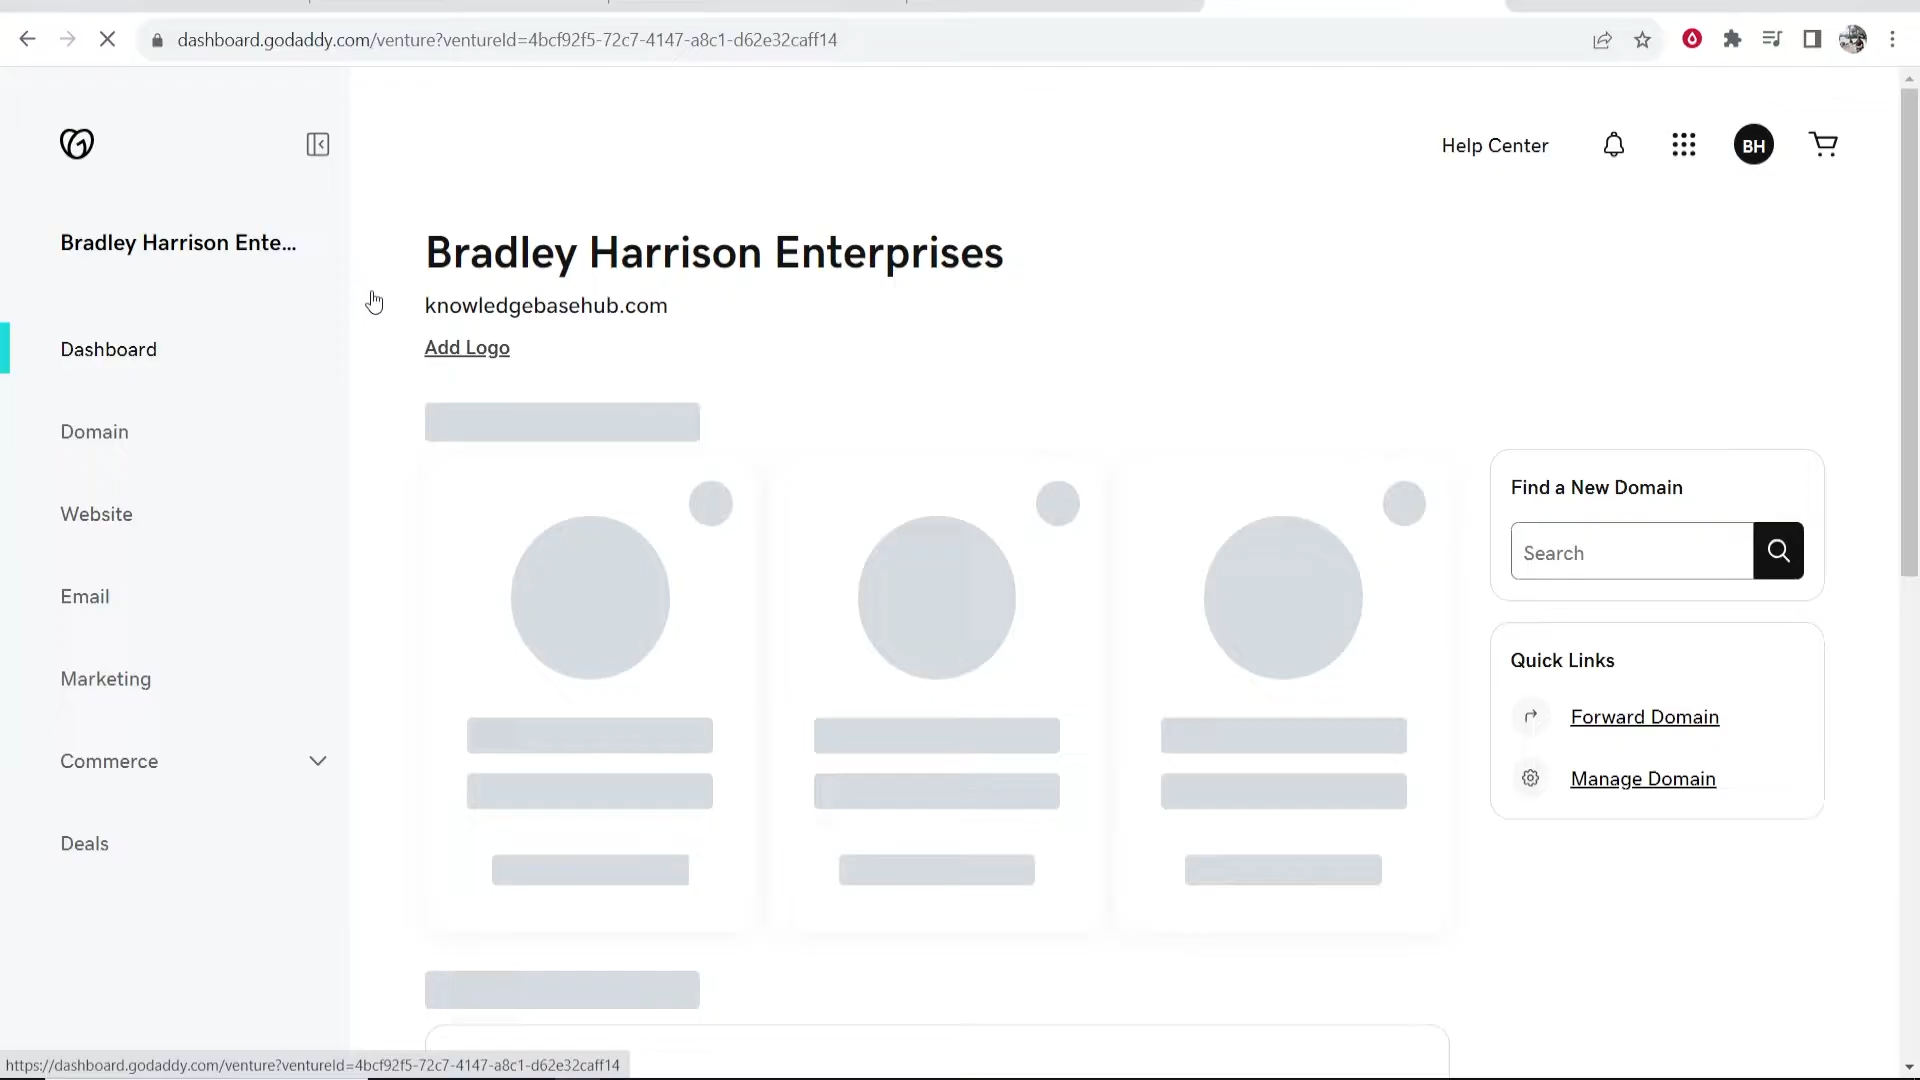 dashboard.godaddy.com/venture?ventureId=4bcf92f5-72c7-4147-a8c1-d62e32caff14
Help Center
BH
Bradley Harrison Ente...
Bradley Harrison Enterprises
knowledgebasehub.com
Add Logo
Dashboard
Domain
Website
Email
Marketing
Commerce
Deals
Find a New Domain
Search
Quick Links
Forward Domain
Manage Domain
https://dashboard.godaddy.com/venture?ventureId=4bcf92f5-72c7-4147-a8c1-d62e32caff14